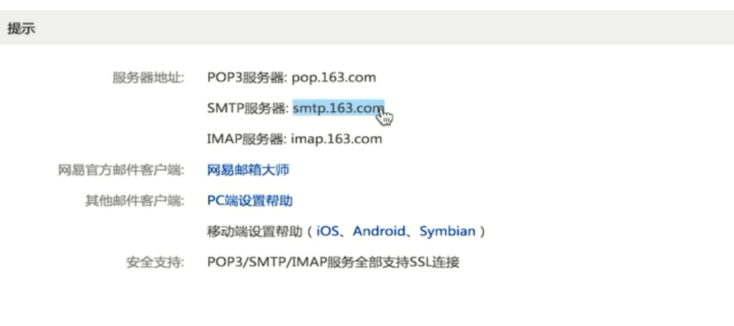 提示
服务器地址: POP3服务器: pop.163.com
SMTP服务器: smtp.163.com
IMAP服务器: imap.163.com
网易官方邮件客户端: 网易邮箱大师
其他邮件客户端: PC端设置帮助
移动端设置帮助（iOS、Android、Symbian）
安全支持: POP3/SMTP/IMAP服务全部支持SSL连接